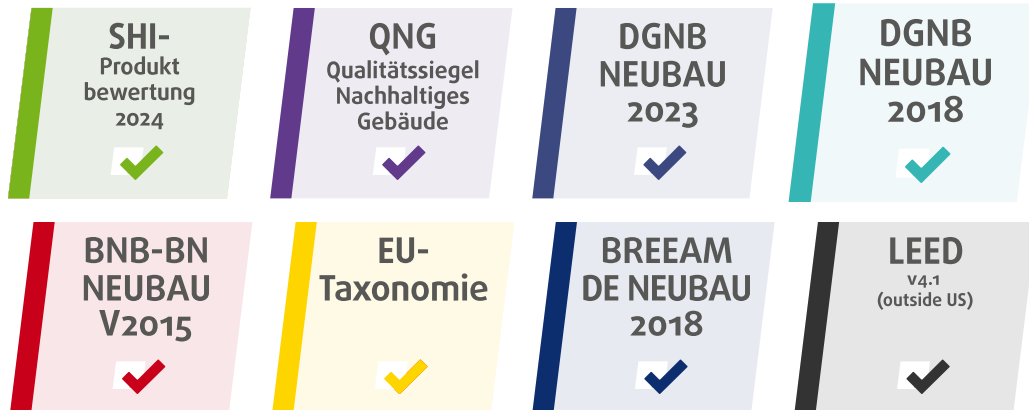 SHI-
Produkt
bewertung
2024
QNG
Qualitätssiegel
Nachhaltiges
Gebäude
DGNB
NEUBAU
2023
DGNB
NEUBAU
2018
BNB-BN
NEUBAU
V2015
EU-
Taxonomie
BREEAM
DE NEUBAU
2018
LEED
v4.1
(outside US)